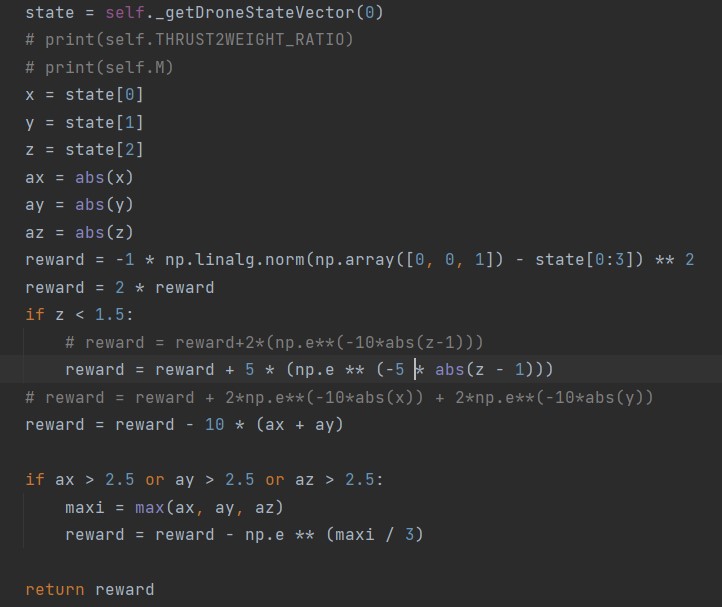 state = self._getDroneStateVector(0)
# print(self.THRUST2WEIGHT_RATIO)
# print(self.M)
x = state[0]
y = state[1]
z = state[2]
ax = abs(x)
ay = abs(y)
az = abs(z)
reward = -1 * np.linalg.norm(np.array([0, 0, 1]) - state[0:3]) ** 2
reward = 2 * reward
if z < 1.5:
    # reward = reward+2*(np.e**(-10*abs(z-1)))
    reward = reward + 5 * (np.e ** (-5 * abs(z - 1)))
# reward = reward + 2*np.e**(-10*abs(x)) + 2*np.e**(-10*abs(y))
reward = reward - 10 * (ax + ay)
if ax > 2.5 or ay > 2.5 or az > 2.5:
    maxi = max(ax, ay, az)
    reward = reward - np.e ** (maxi / 3)
return reward